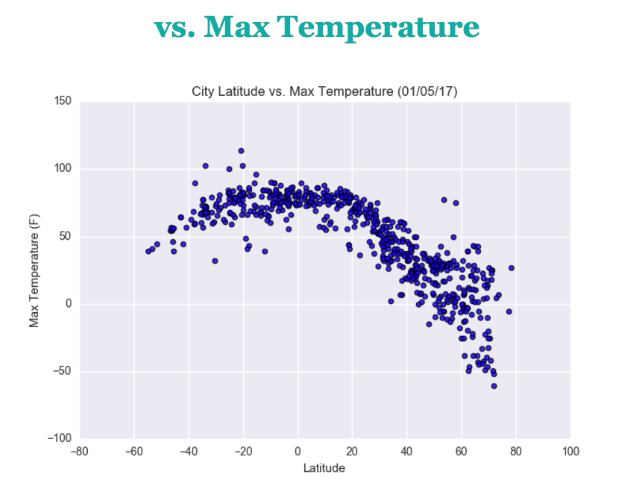 vs. Max Temperature
City Latitude vs. Max Temperature (01/05/17)
150
100
50
0
−50
−100
−80 −60 −40 −20 0 20 40 60 80 100
Max Temperature (F)
Latitude